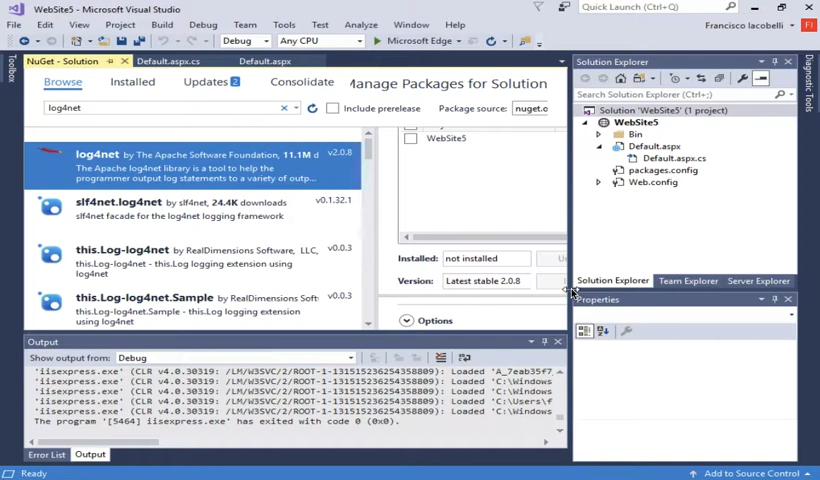 WebSite5 - Microsoft Visual Studio
Quick Launch (Ctrl+Q)
File Edit View Project Build Debug Team Tools Test Analyze Window Help
Francisco Iacobelli
FI
Debug Any CPU Microsoft Edge
Toolbox
NuGet - Solution
Default.aspx.cs
Default.aspx
Browse Installed Updates 2 Consolidate
Manage Packages for Solution
log4net
Include prerelease
Package source: nuget.o
log4net by The Apache Software Foundation, 11.1M d
v2.0.8
The Apache log4net library is a tool to help the
programmer output log statements to a variety of outp...
slf4net.log4net by slf4net, 24.4K downloads
v0.1.32.1
slf4net facade for the log4net logging framework
this.Log-log4net by RealDimensions Software, LLC,
v0.0.3
this.Log-log4net - this.Log logging extension using
log4net
this.Log-log4net.Sample by RealDimensions Soft
v0.0.3
this.Log-log4net - this.Log logging extension using
log4net
WebSite5
Installed: not installed
Version: Latest stable 2.0.8
Options
Solution Explorer
Search Solution Explorer (Ctrl+;)
Solution 'WebSite5' (1 project)
WebSite5
Bin
Default.aspx
Default.aspx.cs
packages.config
Web.config
Solution Explorer Team Explorer Server Explorer
Properties
Diagnostic Tools
Output
Show output from: Debug
'iisexpress.exe' (CLR v4.0.30319: /LM/W3SVC/2/ROOT-1-131515236254358809): Loaded 'A_7eab35f7_
'iisexpress.exe' (CLR v4.0.30319: /LM/W3SVC/2/ROOT-1-131515236254358809): Loaded 'C:\Windows
'iisexpress.exe' (CLR v4.0.30319: /LM/W3SVC/2/ROOT-1-131515236254358809): Loaded 'C:\Windows
'iisexpress.exe' (CLR v4.0.30319: /LM/W3SVC/2/ROOT-1-131515236254358809): Loaded 'C:\Users\f
'iisexpress.exe' (CLR v4.0.30319: /LM/W3SVC/2/ROOT-1-131515236254358809): Loaded 'C:\Windows
The program '[5464] iisexpress.exe' has exited with code 0 (0x0).
Error List Output
Ready
Add to Source Control